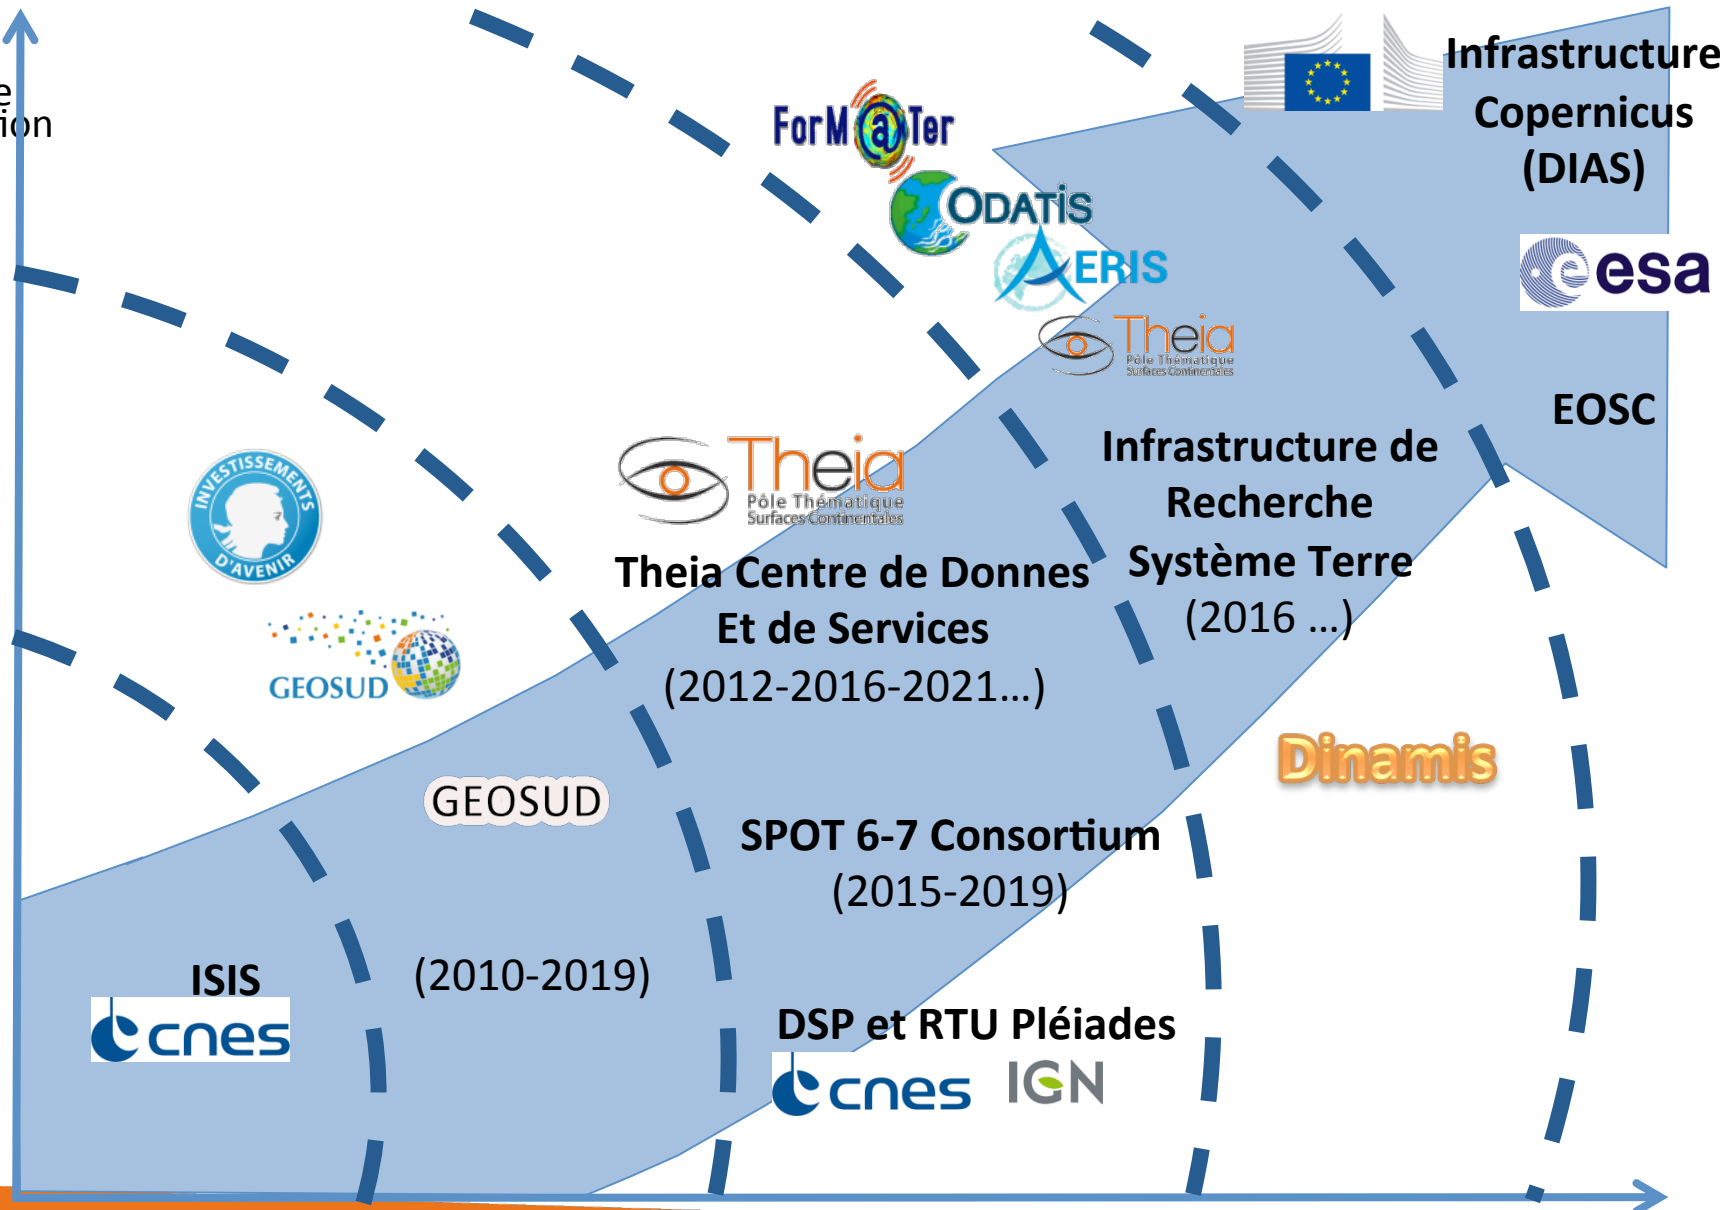 e
ion
Infrastructure
Copernicus
(DIAS)
ForM@Ter
ODATIS
AERIS
esa
Theia
Pôle Thématique
Surfaces Continentales
EOSC
Infrastructure de
Recherche
Système Terre
(2016 ...)
INVESTISSEMENTS
D'AVENIR
Theia
Pôle Thématique
Surfaces Continentales
Theia Centre de Donnes
Et de Services
(2012-2016-2021...)
GEOSUD
Dinamis
GEOSUD
SPOT 6-7 Consortium
(2015-2019)
(2010-2019)
ISIS
cnes
DSP et RTU Pléiades
cnes
IGN